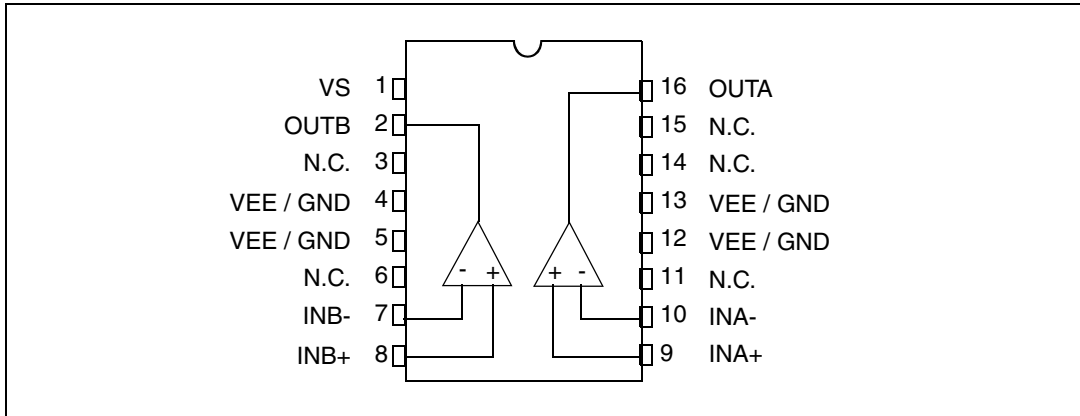 VS 1
OUTB 2
N.C. 3
VEE / GND 4
VEE / GND 5
N.C. 6
INB- 7
INB+ 8
- +
+ -
16 OUTA
15 N.C.
14 N.C.
13 VEE / GND
12 VEE / GND
11 N.C.
10 INA-
9 INA+